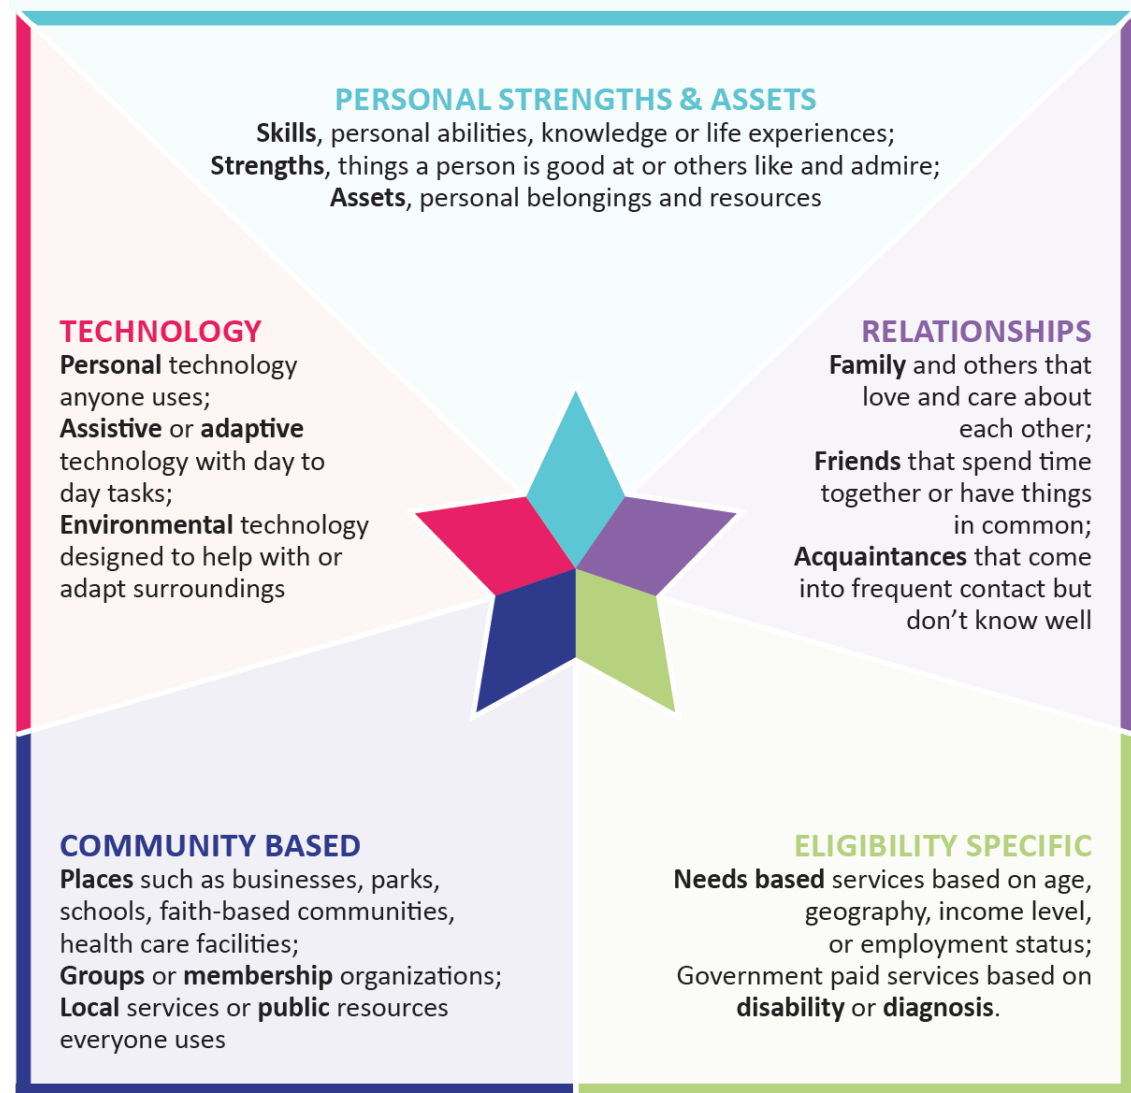 PERSONAL STRENGTHS & ASSETS
Skills, personal abilities, knowledge or life experiences;
Strengths, things a person is good at or others like and admire;
Assets, personal belongings and resources
TECHNOLOGY
Personal technology
anyone uses;
Assistive or adaptive
technology with day to
day tasks;
Environmental technology
designed to help with or
adapt surroundings
RELATIONSHIPS
Family and others that
love and care about
each other;
Friends that spend time
together or have things
in common;
Acquaintances that come
into frequent contact but
don’t know well
COMMUNITY BASED
Places such as businesses, parks,
schools, faith-based communities,
health care facilities;
Groups or membership organizations;
Local services or public resources
everyone uses
ELIGIBILITY SPECIFIC
Needs based services based on age,
geography, income level,
or employment status;
Government paid services based on
disability or diagnosis.